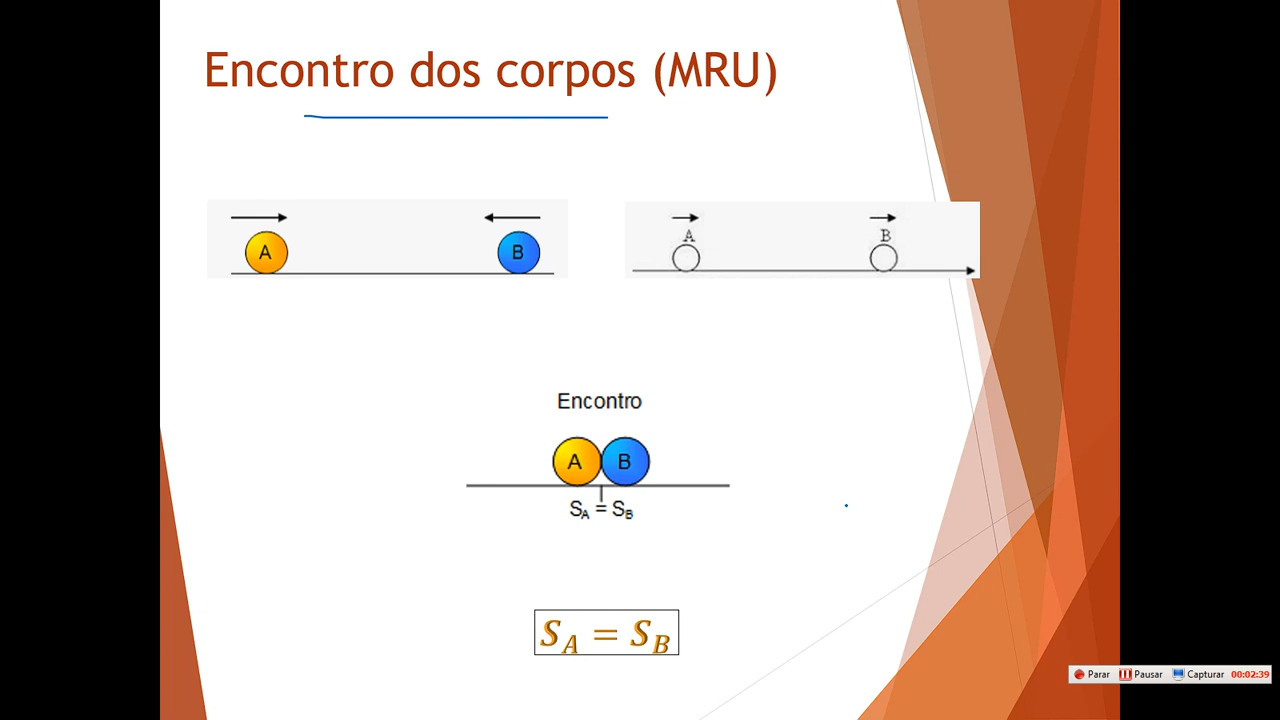 Encontro dos corpos (MRU)
A
B
A
B
Encontro
A B
S_A = S_B
S_A = S_B
Parar Pausar Capturar 00:02:39